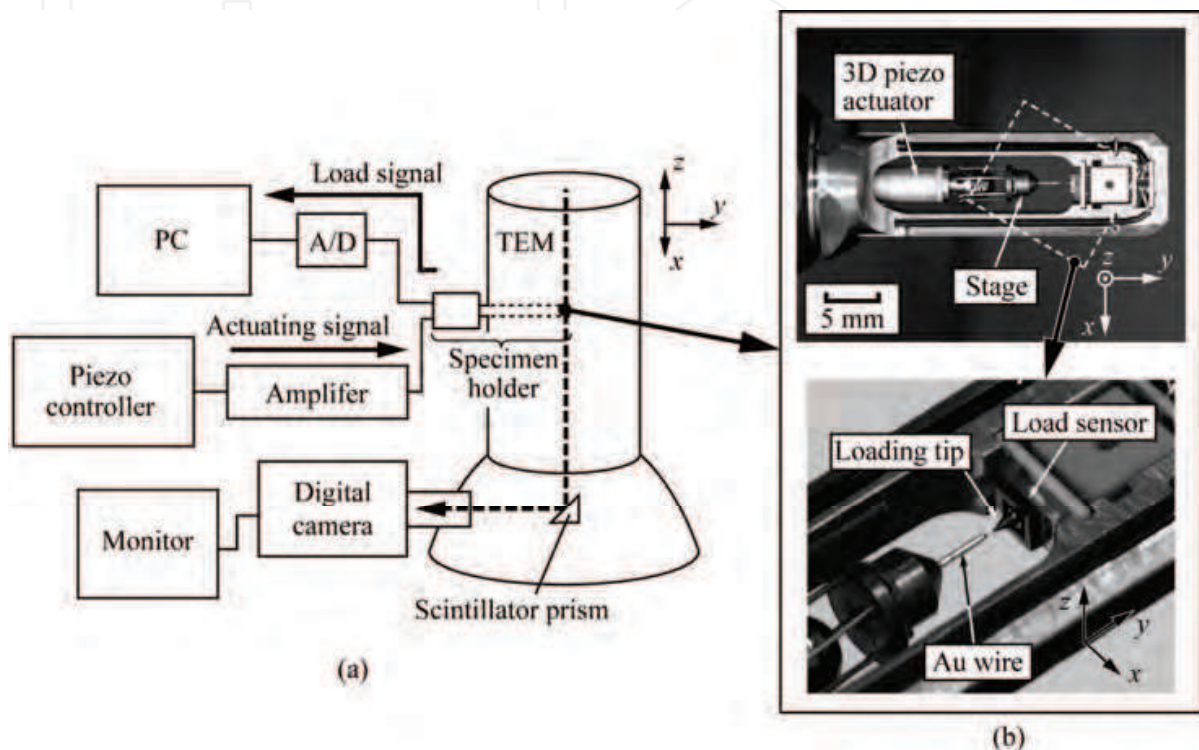 Load signal
PC
A/D
TEM
z
y
x
Actuating signal
Specimen
holder
Piezo
controller
Amplifer
Digital
camera
Monitor
Scintillator prism
(a)
3D piezo
actuator
Stage
z
y
x
5 mm
Load sensor
Loading tip
z
y
x
Au wire
(b)